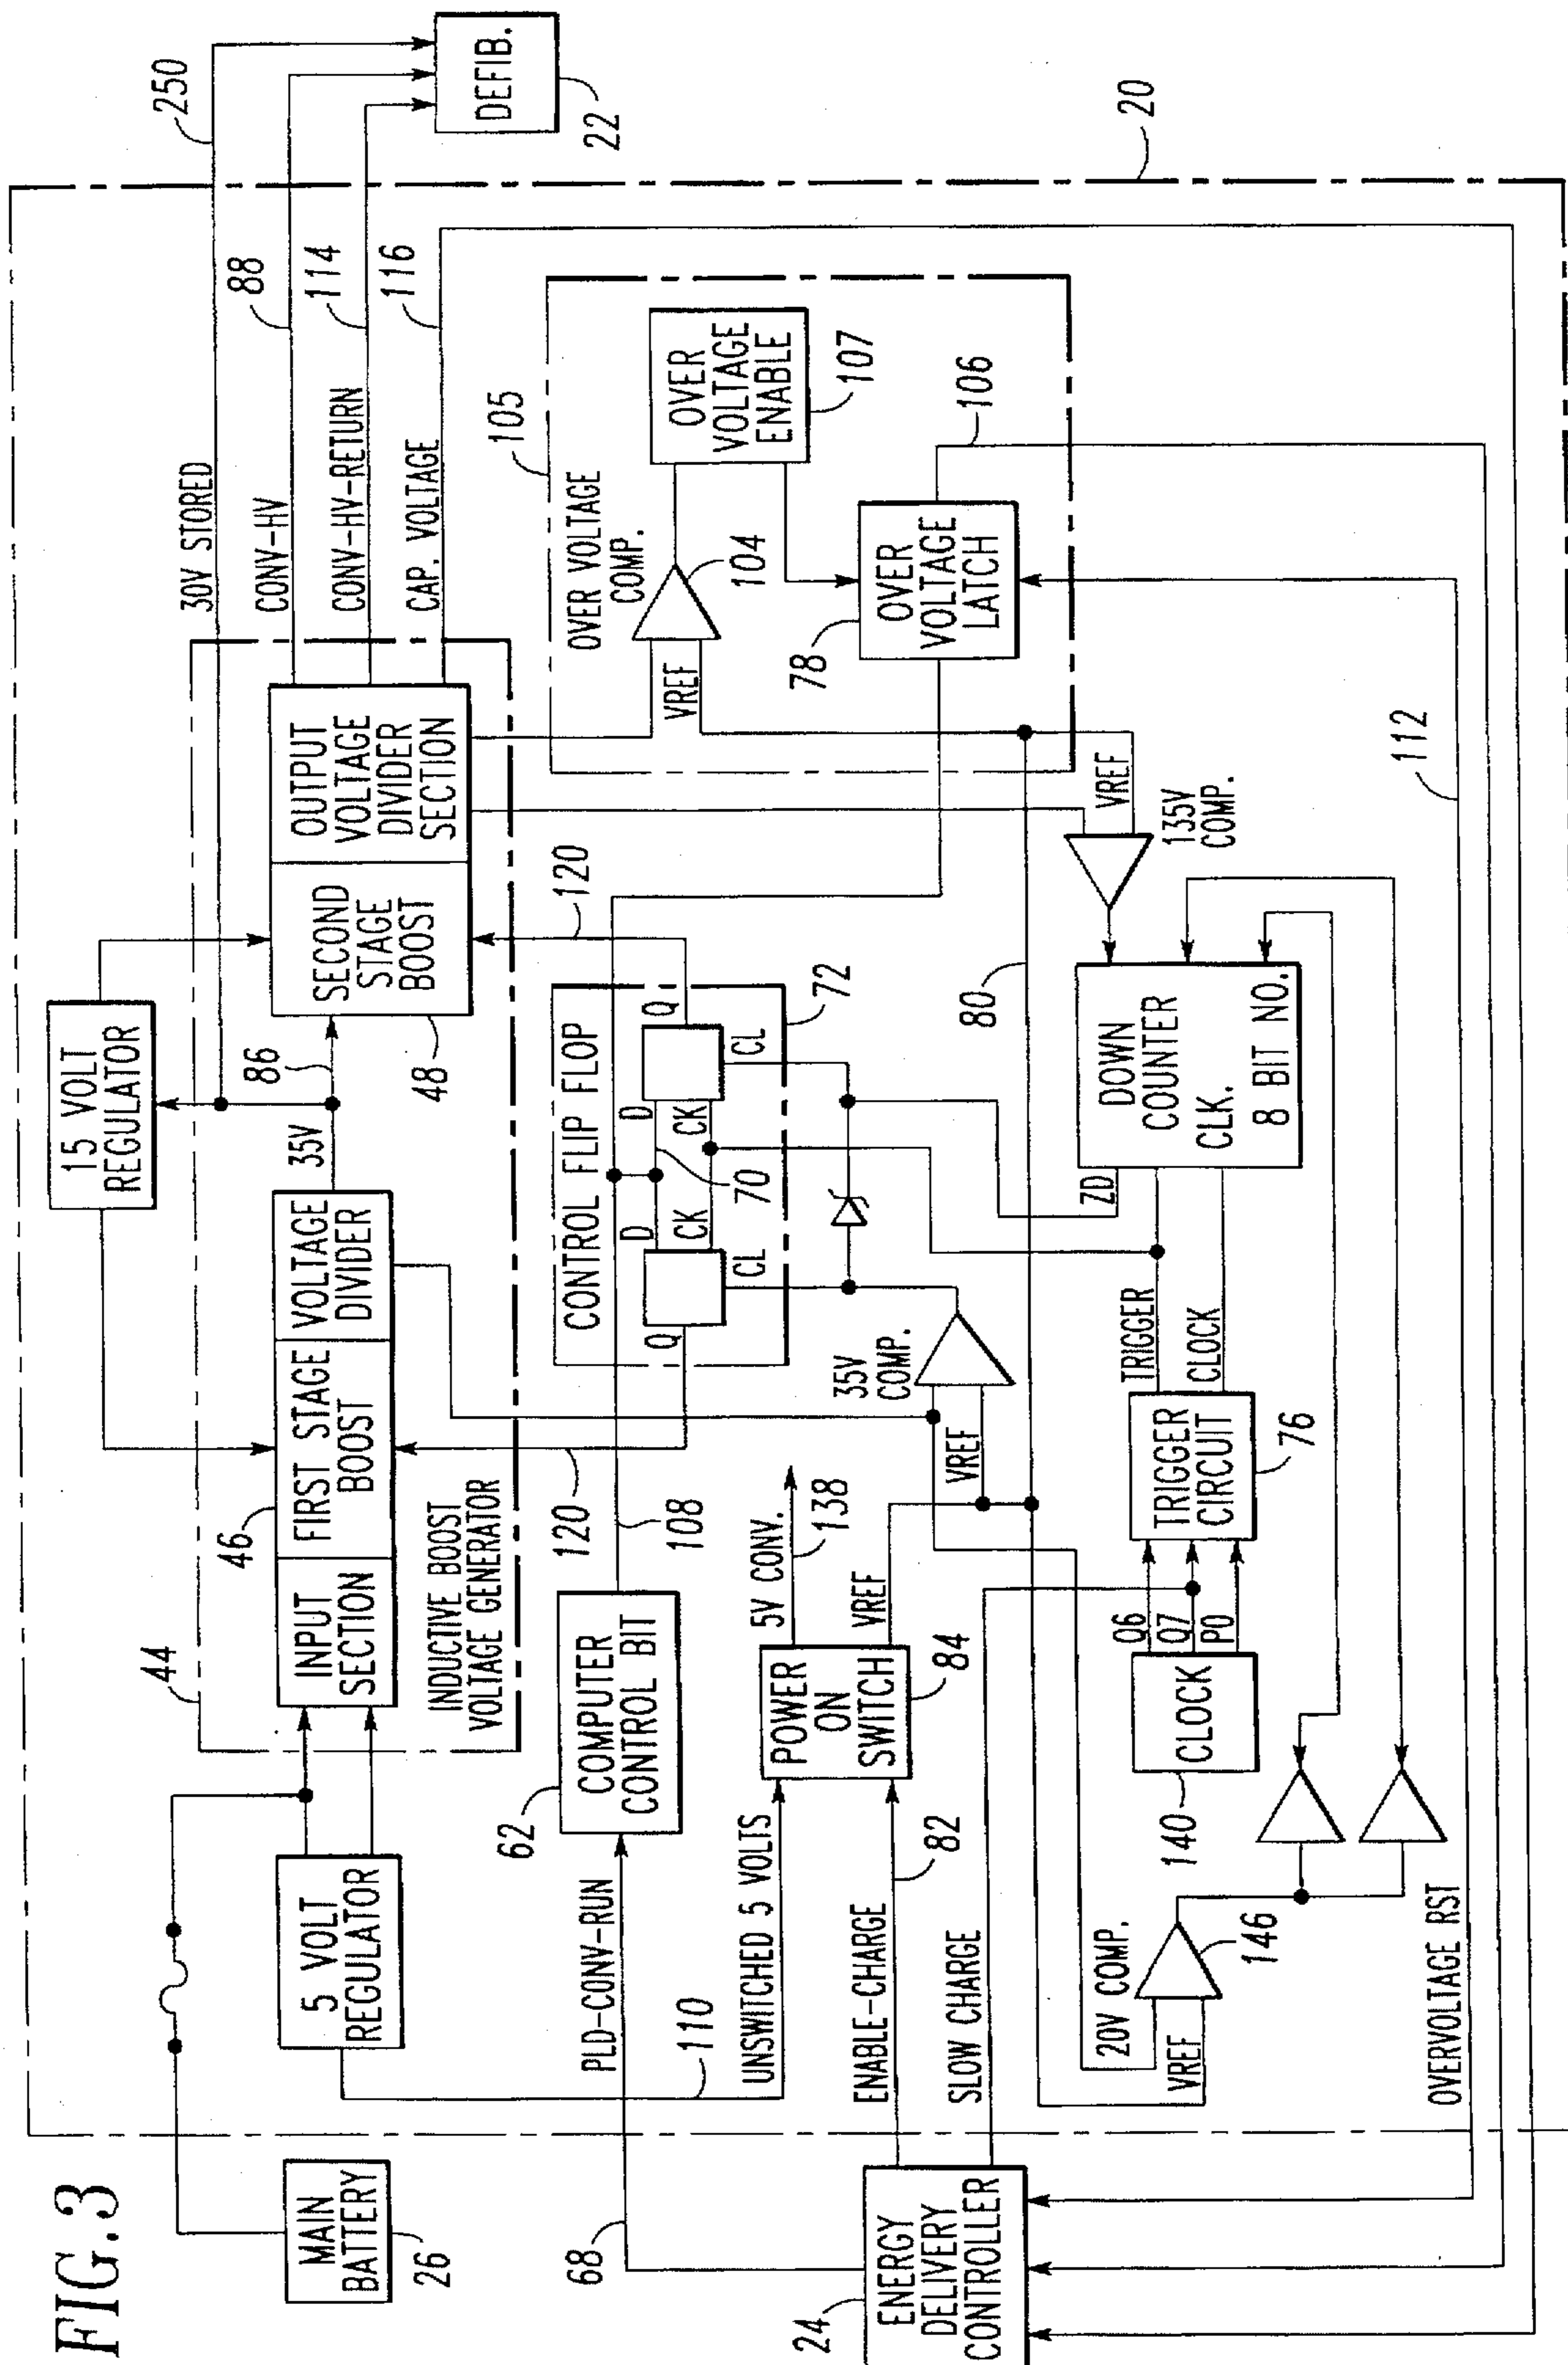 FIG.3
MAIN
BATTERY
26
5 VOLT
REGULATOR
44
INPUT
SECTION
46
FIRST STAGE
BOOST
VOLTAGE
DIVIDER
INDUCTIVE BOOST
VOLTAGE GENERATOR
15 VOLT
REGULATOR
35V
86
SECOND
STAGE
BOOST
48
OUTPUT
VOLTAGE
DIVIDER
SECTION
30V STORED
CONV-HV
CONV-HV-RETURN
CAP. VOLTAGE
250
88
114
116
DEFIB.
22
20
68
PLD-CONV-RUN
110
62
COMPUTER
CONTROL BIT
108
120
CONTROL FLIP FLOP
Q
D
CK
CL
70
D
CK
Q
CL
72
120
105
OVER VOLTAGE
COMP.
104
VREF
OVER
VOLTAGE
ENABLE
107
78
OVER
VOLTAGE
LATCH
106
24
ENERGY
DELIVERY
CONTROLLER
UNSWITCHED 5 VOLTS
ENABLE-CHARGE
82
SLOW CHARGE
POWER
ON
SWITCH
84
5V CONV.
138
VREF
35V
COMP.
VREF
80
VREF
135V
COMP.
20V COMP.
VREF
146
140
CLOCK
Q6
Q7
PO
TRIGGER
CIRCUIT
76
TRIGGER
CLOCK
ZD
DOWN
COUNTER
CLK.
8 BIT NO.
OVERVOLTAGE RST
112